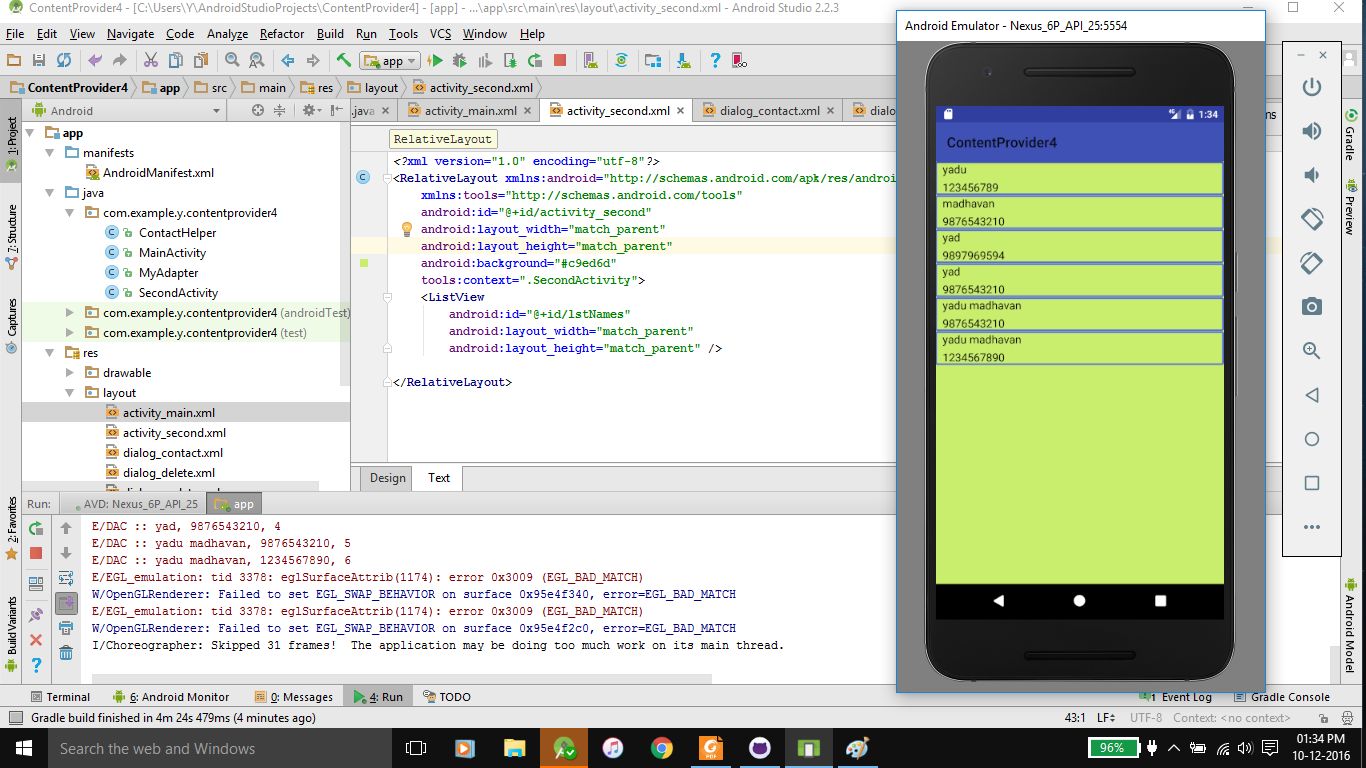 ContentProvider4 - [C:\Users\Y\AndroidStudioProjects\ContentProvider4] - [app] - ...\app\src\main\res\layout\activity_second.xml - Android Studio 2.2.3
File Edit View Navigate Code Analyze Refactor Build Run Tools VCS Window Help
app
ContentProvider4 app src main res layout activity_second.xml
Android
.java activity_main.xml activity_second.xml dialog_contact.xml
RelativeLayout
1: Project
7: Structure
Captures
2: Favorites
Build Variants
app
manifests
AndroidManifest.xml
java
com.example.y.contentprovider4
ContactHelper
MainActivity
MyAdapter
SecondActivity
com.example.y.contentprovider4 (androidTest)
com.example.y.contentprovider4 (test)
res
drawable
layout
activity_main.xml
activity_second.xml
dialog_contact.xml
dialog_delete.xml
<?xml version="1.0" encoding="utf-8"?>
<RelativeLayout xmlns:android="http://schemas.android.com/apk/res/androi
xmlns:tools="http://schemas.android.com/tools"
android:id="@+id/activity_second"
android:layout_width="match_parent"
android:layout_height="match_parent"
android:background="#c9ed6d"
tools:context=".SecondActivity">
<ListView
android:id="@+id/lstNames"
android:layout_width="match_parent"
android:layout_height="match_parent" />
</RelativeLayout>
Design Text
Run: AVD: Nexus_6P_API_25 app
E/DAC :: yad, 9876543210, 4
E/DAC :: yadu madhavan, 9876543210, 5
E/DAC :: yadu madhavan, 1234567890, 6
E/EGL_emulation: tid 3378: eglSurfaceAttrib(1174): error 0x3009 (EGL_BAD_MATCH)
W/OpenGLRenderer: Failed to set EGL_SWAP_BEHAVIOR on surface 0x95e4f340, error=EGL_BAD_MATCH
E/EGL_emulation: tid 3378: eglSurfaceAttrib(1174): error 0x3009 (EGL_BAD_MATCH)
W/OpenGLRenderer: Failed to set EGL_SWAP_BEHAVIOR on surface 0x95e4f2c0, error=EGL_BAD_MATCH
I/Choreographer: Skipped 31 frames! The application may be doing too much work on its main thread.
Android Emulator - Nexus_6P_API_25:5554
1:34
ContentProvider4
yadu
123456789
madhavan
9876543210
yad
9897969594
yad
9876543210
yadu madhavan
9876543210
yadu madhavan
1234567890
Gradle
Preview
Android Model
Terminal 6: Android Monitor 0: Messages 4: Run TODO 1 Event Log Gradle Console
Gradle build finished in 4m 24s 479ms (4 minutes ago) 43:1 LF UTF-8 Context: <no context>
Search the web and Windows
96%
01:34 PM
10-12-2016